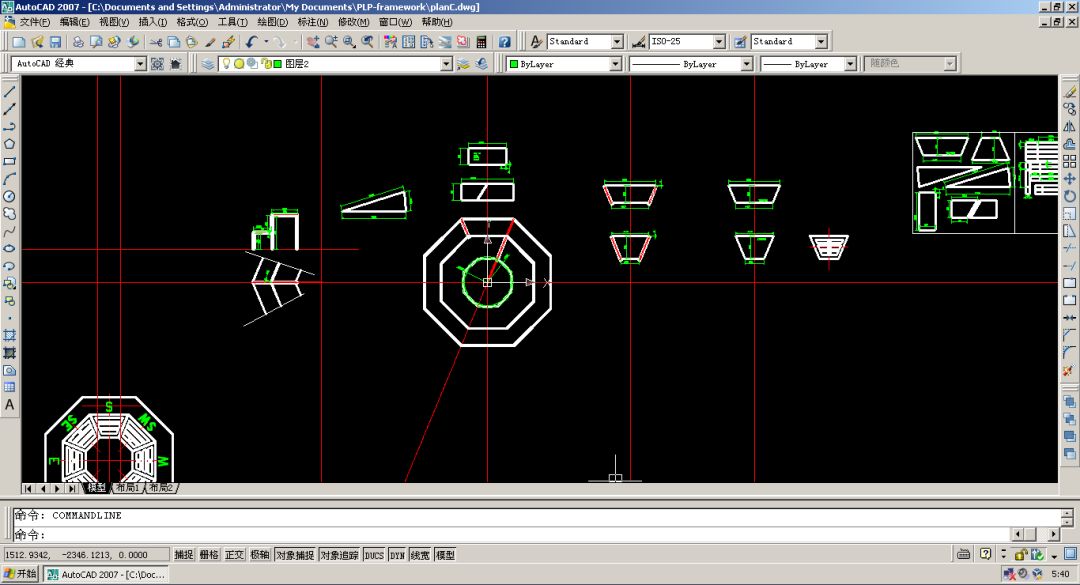 AutoCAD 2007 - [C:\Documents and Settings\Administrator\My Documents\PLP-framework\planC.dwg]
文件(F) 编辑(E) 视图(V) 插入(I) 格式(O) 工具(T) 绘图(D) 标注(N) 修改(M) 窗口(W) 帮助(H)
Standard ISO-25 Standard
AutoCAD 经典 图层2 ByLayer ByLayer ByLayer 随颜色
S
SE SW
E W
模型 布局1 布局2
命令: COMMANDLINE
命令:
1512.9342, -2346.1213, 0.0000 捕捉 栅格 正交 极轴 对象捕捉 对象追踪 DUCS DYN 线宽 模型
开始 AutoCAD 2007 - [C:\Doc... 5:40